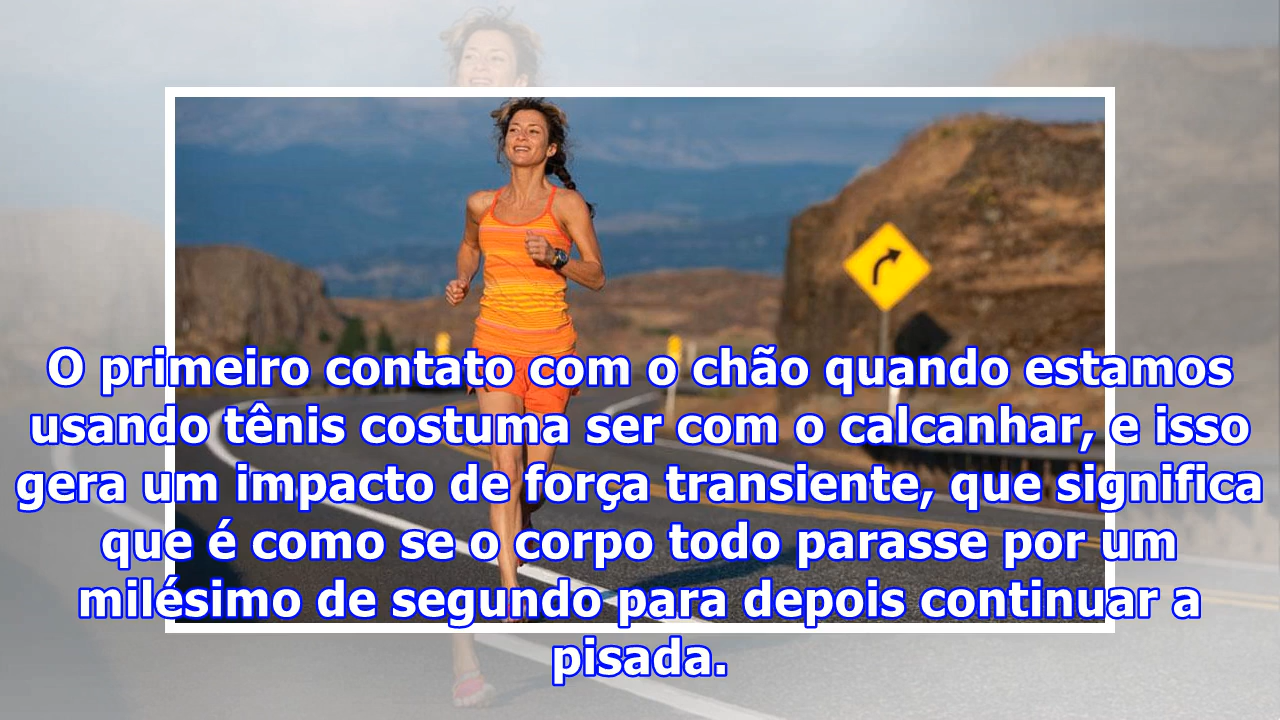 O primeiro contato com o chão quando estamos
usando tênis costuma ser com o calcanhar, e isso
gera um impacto de força transiente, que significa
que é como se o corpo todo parasse por um
milésimo de segundo para depois continuar a
pisada.